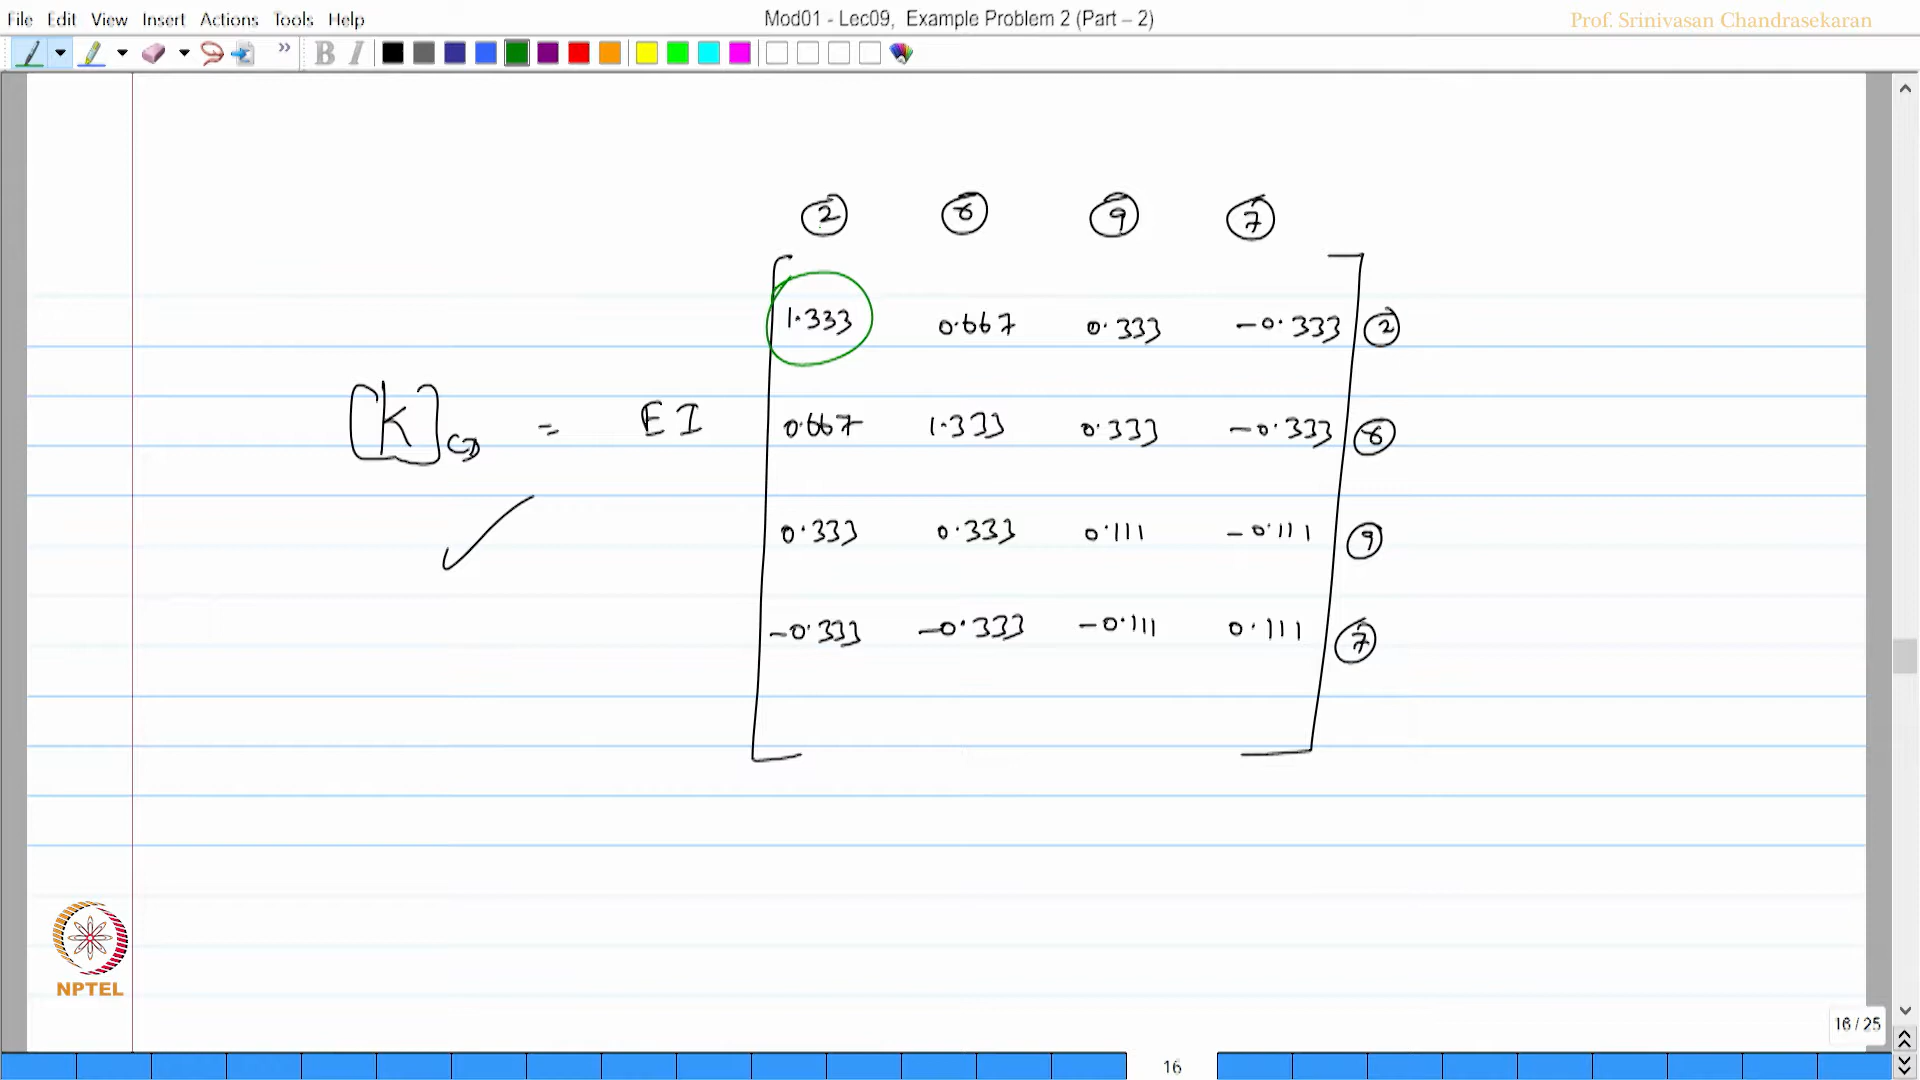 File Edit View Insert Actions Tools Help
Mod01 - Lec09, Example Problem 2 (Part – 2)
Prof. Srinivasan Chandrasekaran
B I
2 8 9 7
1.333 0.667 0.333 -0.333 2
[K]CD = EI 0.667 1.333 0.333 -0.333 8
0.333 0.333 0.111 -0.111 9
-0.333 -0.333 -0.111 0.111 7
NPTEL
16 / 25
16